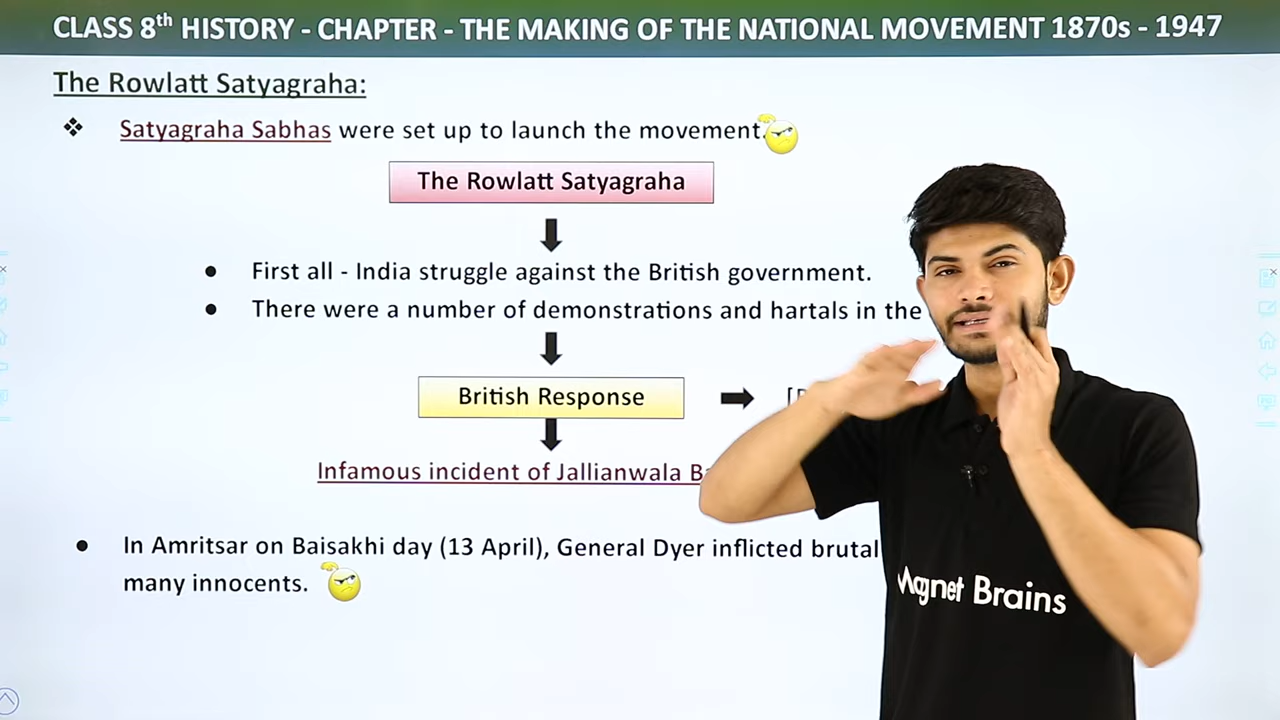 CLASS 8th HISTORY - CHAPTER - THE MAKING OF THE NATIONAL MOVEMENT 1870s - 1947
The Rowlatt Satyagraha:
Satyagraha Sabhas were set up to launch the movement.
The Rowlatt Satyagraha
First all - India struggle against the British government.
There were a number of demonstrations and hartals in the
British Response
Infamous incident of Jallianwala
In Amritsar on Baisakhi day (13 April), General Dyer inflicted brutal
many innocents.
Magnet Brains